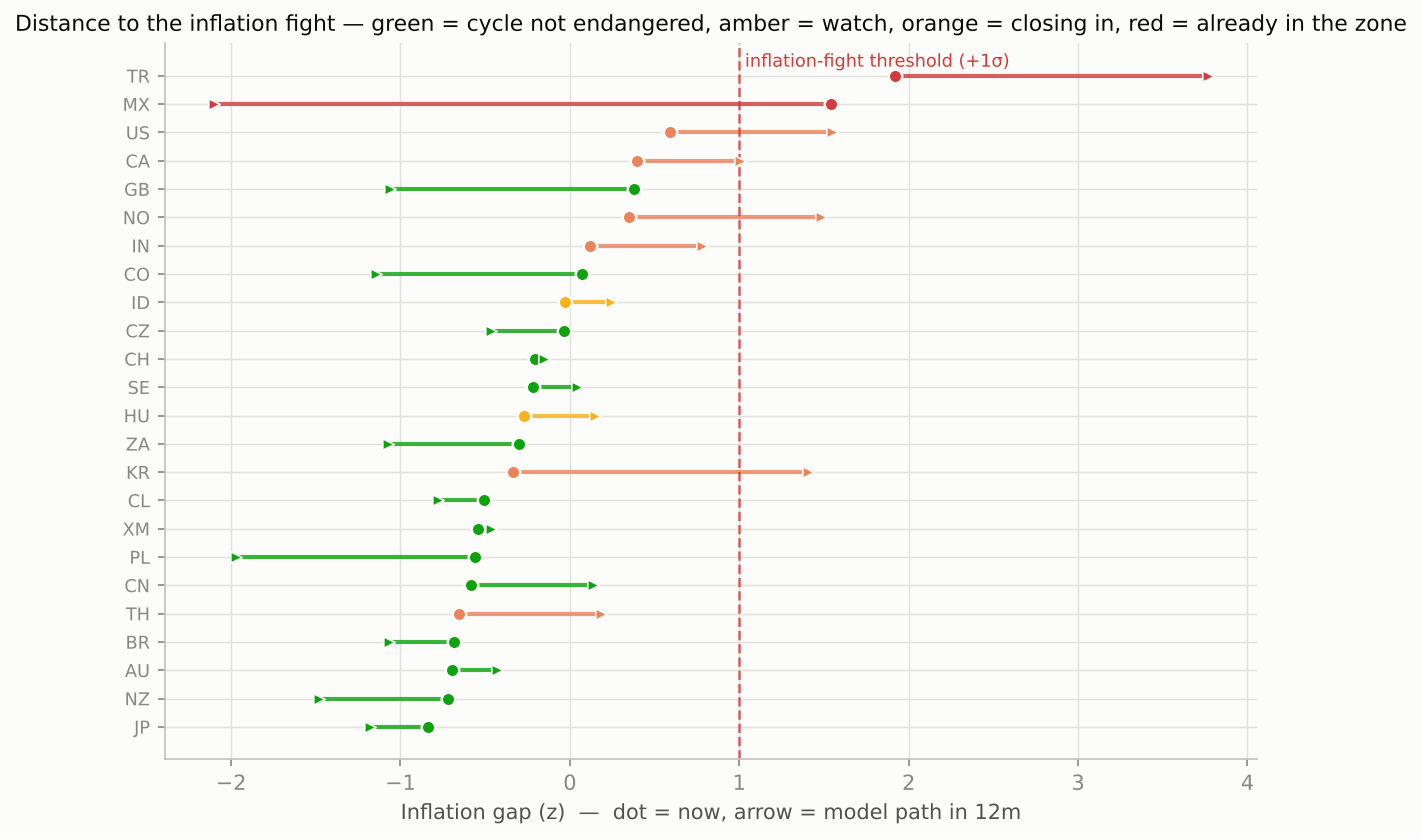 Distance to the inflation fight — green = cycle not endangered, amber = watch, orange = closing in, red = already in the zone
inflation-fight threshold (+1σ)
TR
MX
US
CA
GB
NO
IN
CO
ID
CZ
CH
SE
HU
ZA
KR
CL
XM
PL
CN
TH
BR
AU
NZ
JP
−2 −1 0 1 2 3 4
Inflation gap (z) — dot = now, arrow = model path in 12m